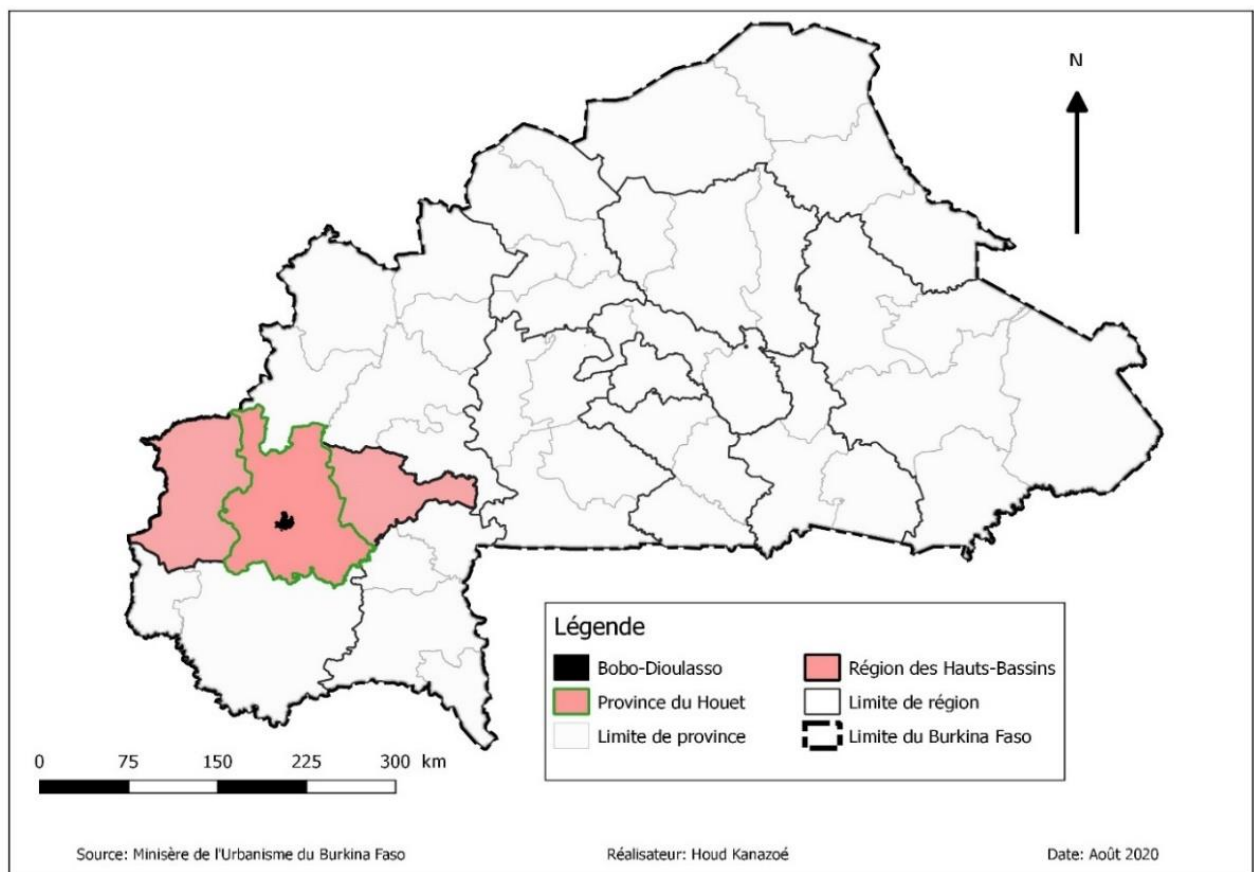 N
Légende
Bobo-Dioulasso
Région des Hauts-Bassins
Province du Houet
Limite de région
Limite de province
Limite du Burkina Faso
0 75 150 225 300 km
Source: Minisère de l'Urbanisme du Burkina Faso
Réalisateur: Houd Kanazoé
Date: Août 2020